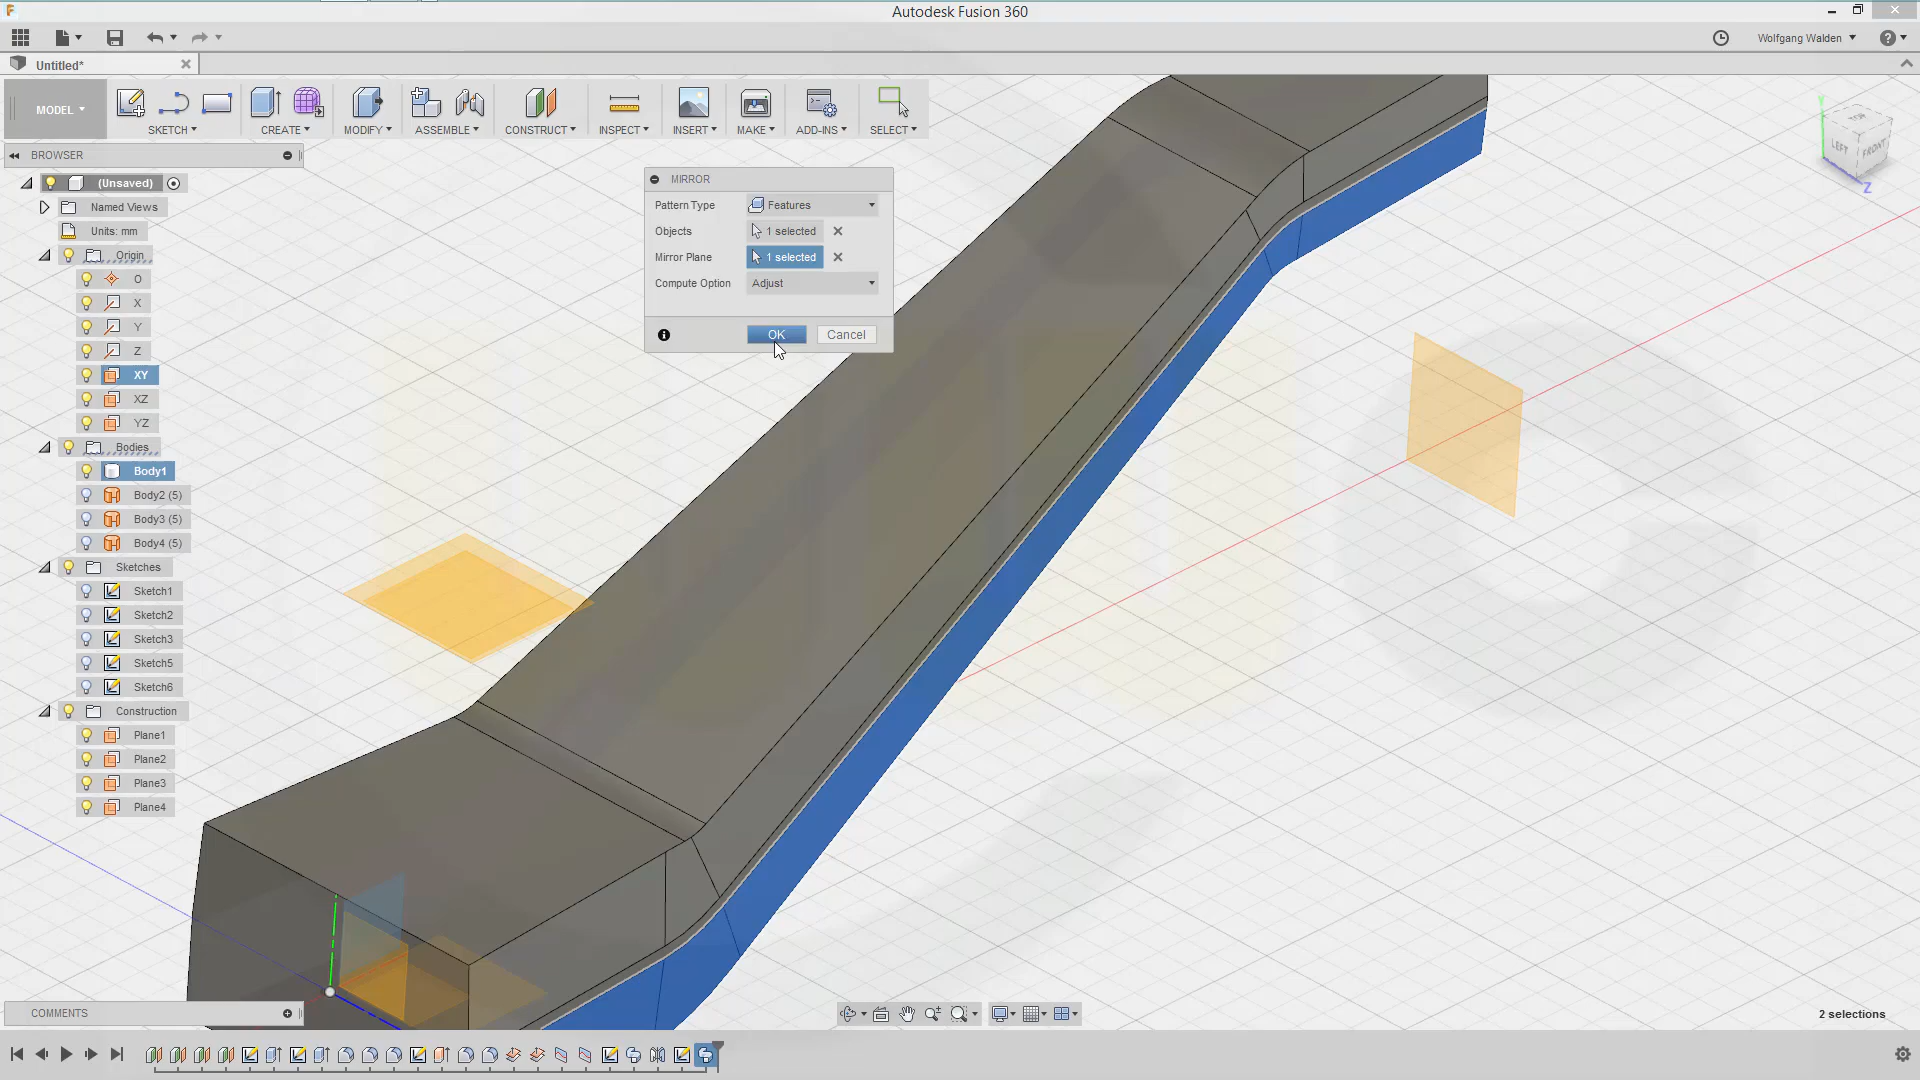 Autodesk Fusion 360
Wolfgang Walden
Untitled*
MODEL
SKETCH
CREATE
MODIFY
ASSEMBLE
CONSTRUCT
INSPECT
INSERT
MAKE
ADD-INS
SELECT
BROWSER
(Unsaved)
Named Views
Units: mm
Origin
O
X
Y
Z
XY
XZ
YZ
Bodies
Body1
Body2 (5)
Body3 (5)
Body4 (5)
Sketches
Sketch1
Sketch2
Sketch3
Sketch5
Sketch6
Construction
Plane1
Plane2
Plane3
Plane4
MIRROR
Pattern Type Features
Objects 1 selected
Mirror Plane 1 selected
Compute Option Adjust
OK Cancel
Y
TOP
LEFT FRONT
Z
COMMENTS
2 selections